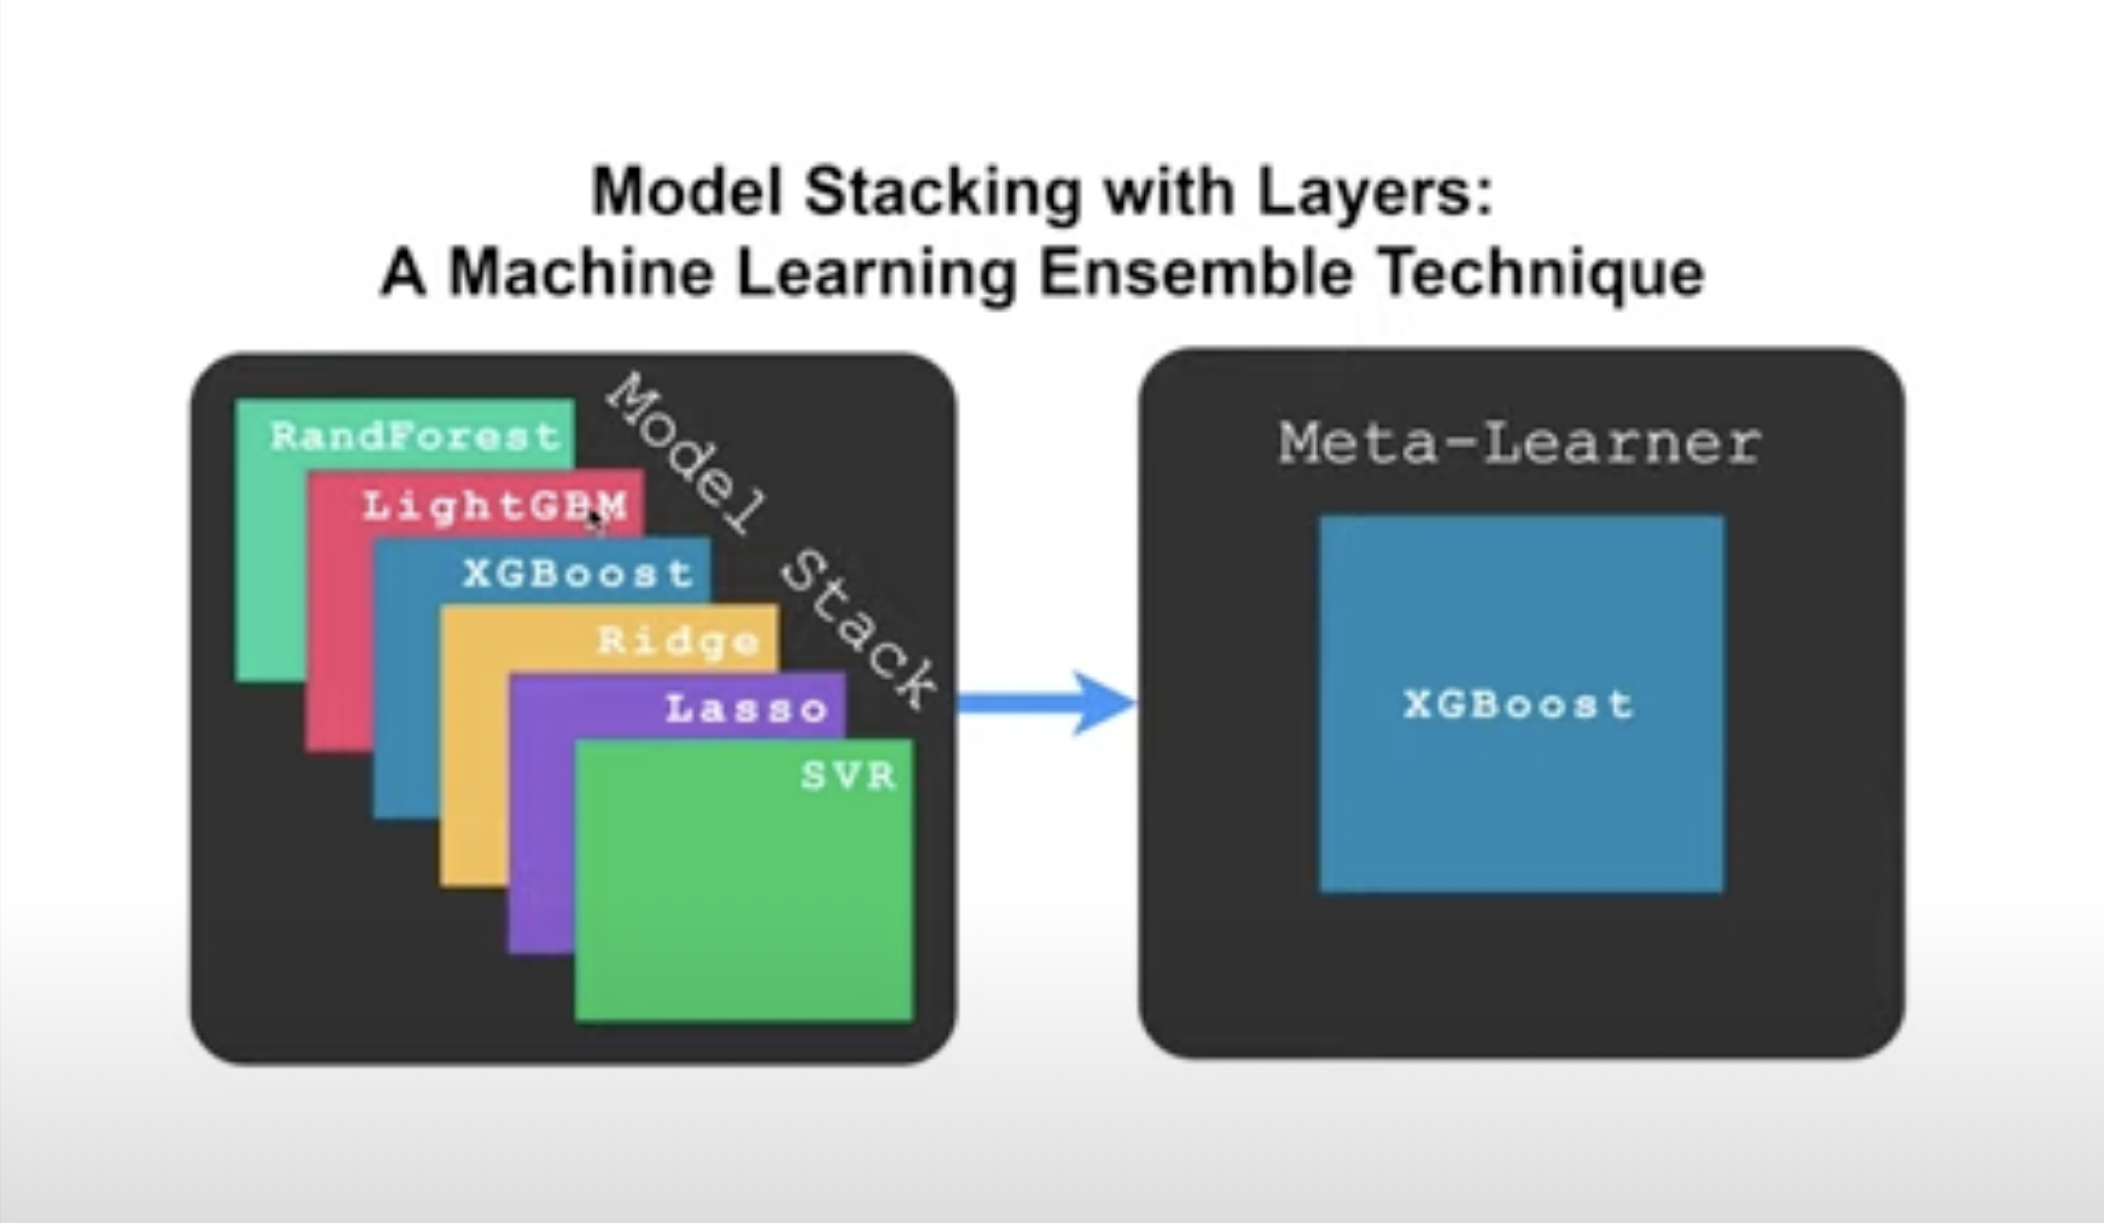 Model Stacking with Layers:
A Machine Learning Ensemble Technique
Model Stack
RandForest
LightGBM
XGBoost
Ridge
Lasso
SVR
Meta-Learner
XGBoost